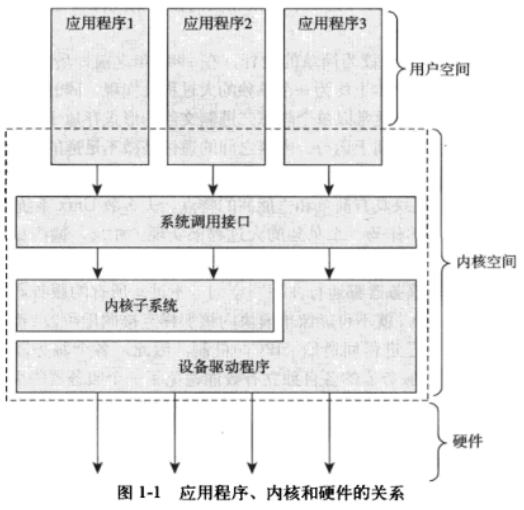 应用程序1 应用程序2 应用程序3
用户空间
系统调用接口
内核空间
内核子系统
设备驱动程序
硬件
图 1-1 应用程序、内核和硬件的关系